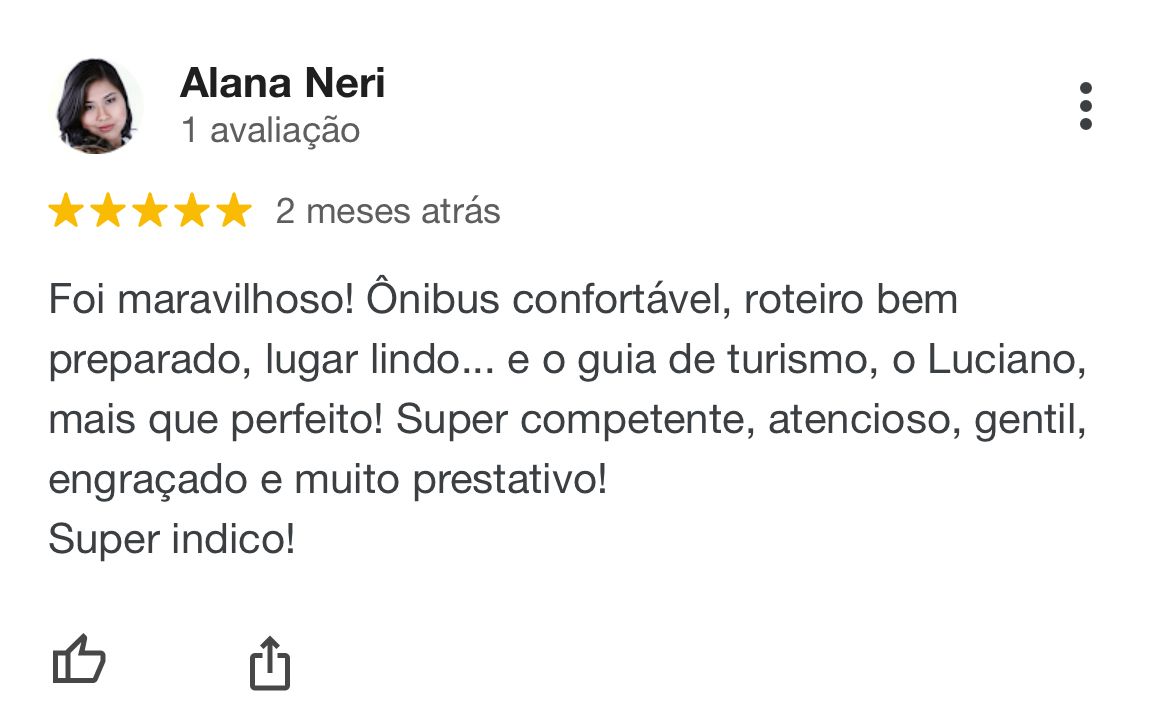 Alana Neri
1 avaliação
2 meses atrás
Foi maravilhoso! Ônibus confortável, roteiro bem
preparado, lugar lindo... e o guia de turismo, o Luciano,
mais que perfeito! Super competente, atencioso, gentil,
engraçado e muito prestativo!
Super indico!